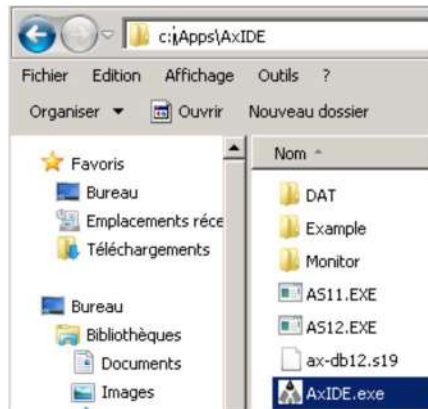 c:\Apps\AxIDE
Fichier Edition Affichage Outils ?
Organiser Ouvrir Nouveau dossier
Favoris
Bureau
Emplacements réce
Téléchargements
Bureau
Bibliothèques
Documents
Images
Nom
DAT
Example
Monitor
AS11.EXE
AS12.EXE
ax-db12.s19
AxIDE.exe